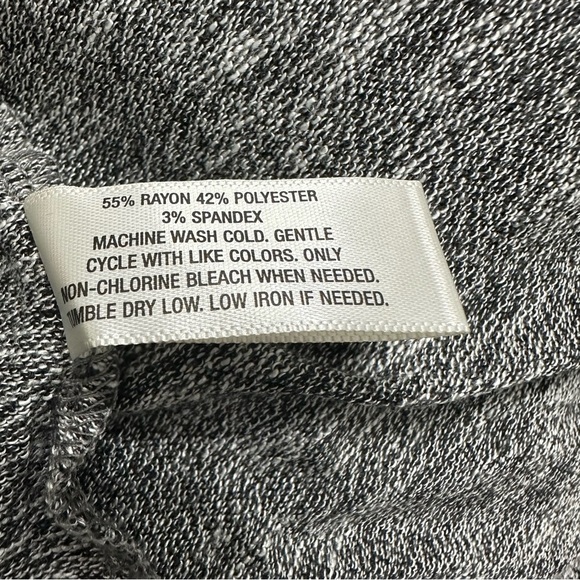 55% RAYON 42% POLYESTER
3% SPANDEX
MACHINE WASH COLD. GENTLE
CYCLE WITH LIKE COLORS. ONLY
NON-CHLORINE BLEACH WHEN NEEDED.
TUMBLE DRY LOW. LOW IRON IF NEEDED.